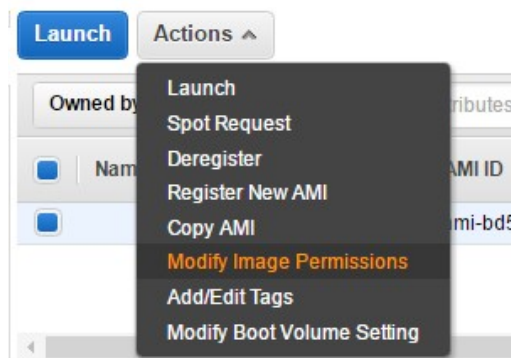 Launch
Actions
Owned by
ributes
Launch
Spot Request
Deregister
Register New AMI
Copy AMI
Modify Image Permissions
Add/Edit Tags
Modify Boot Volume Setting
Nam
AMI ID
ami-bd5